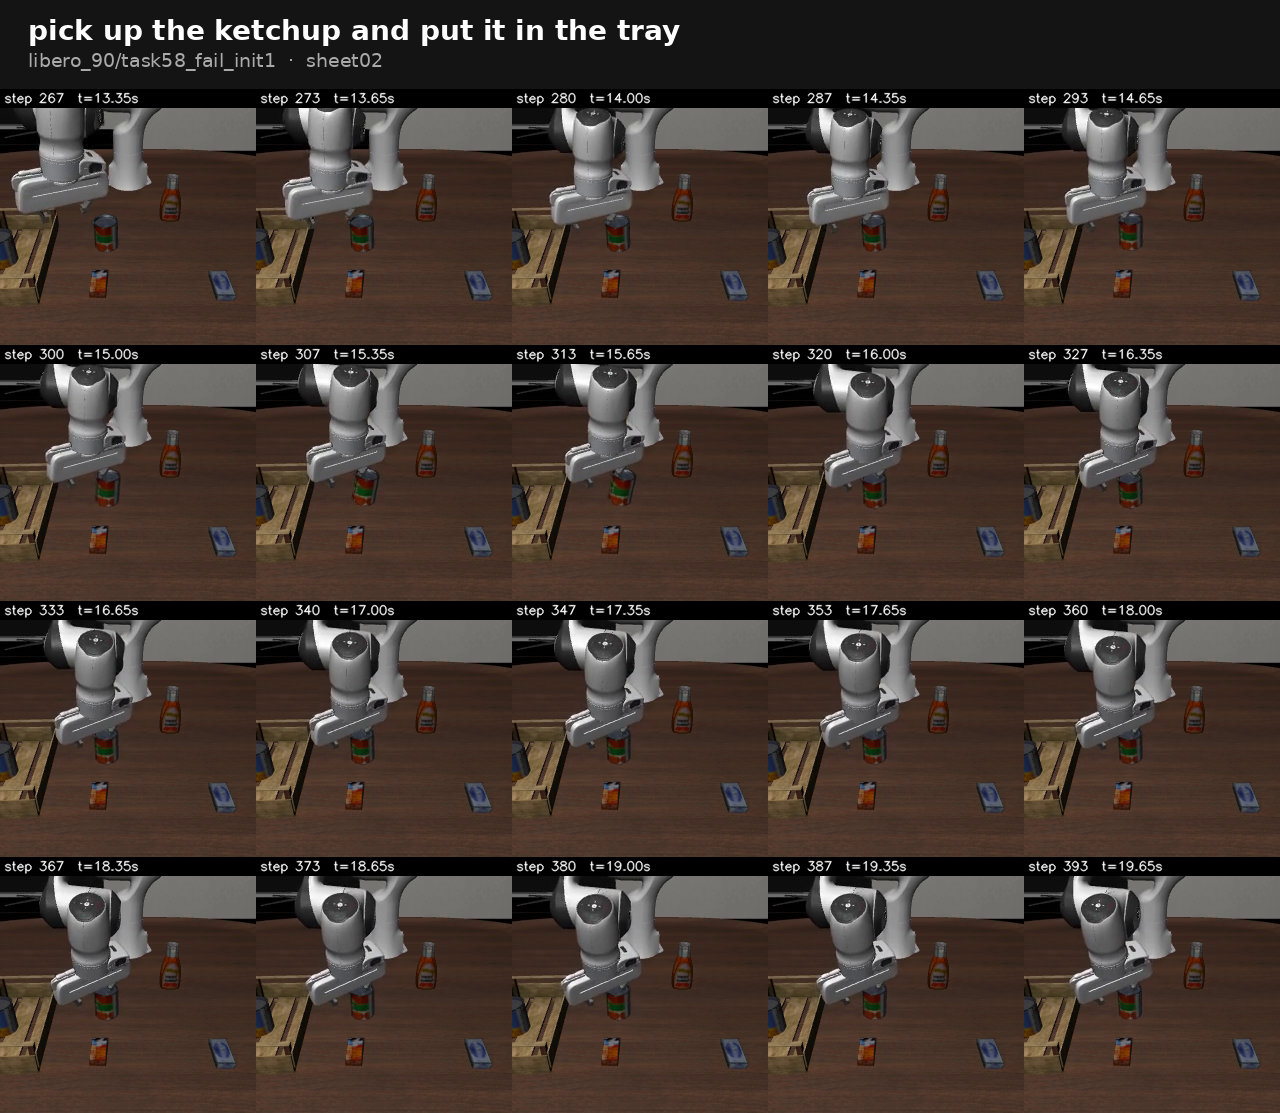 pick up the ketchup and put it in the tray
libero_90/task58_fail_init1 · sheet02
step 267 t=13.35s
step 273 t=13.65s
step 280 t=14.00s
step 287 t=14.35s
step 293 t=14.65s
step 300 t=15.00s
step 307 t=15.35s
step 313 t=15.65s
step 320 t=16.00s
step 327 t=16.35s
step 333 t=16.65s
step 340 t=17.00s
step 347 t=17.35s
step 353 t=17.65s
step 360 t=18.00s
step 367 t=18.35s
step 373 t=18.65s
step 380 t=19.00s
step 387 t=19.35s
step 393 t=19.65s